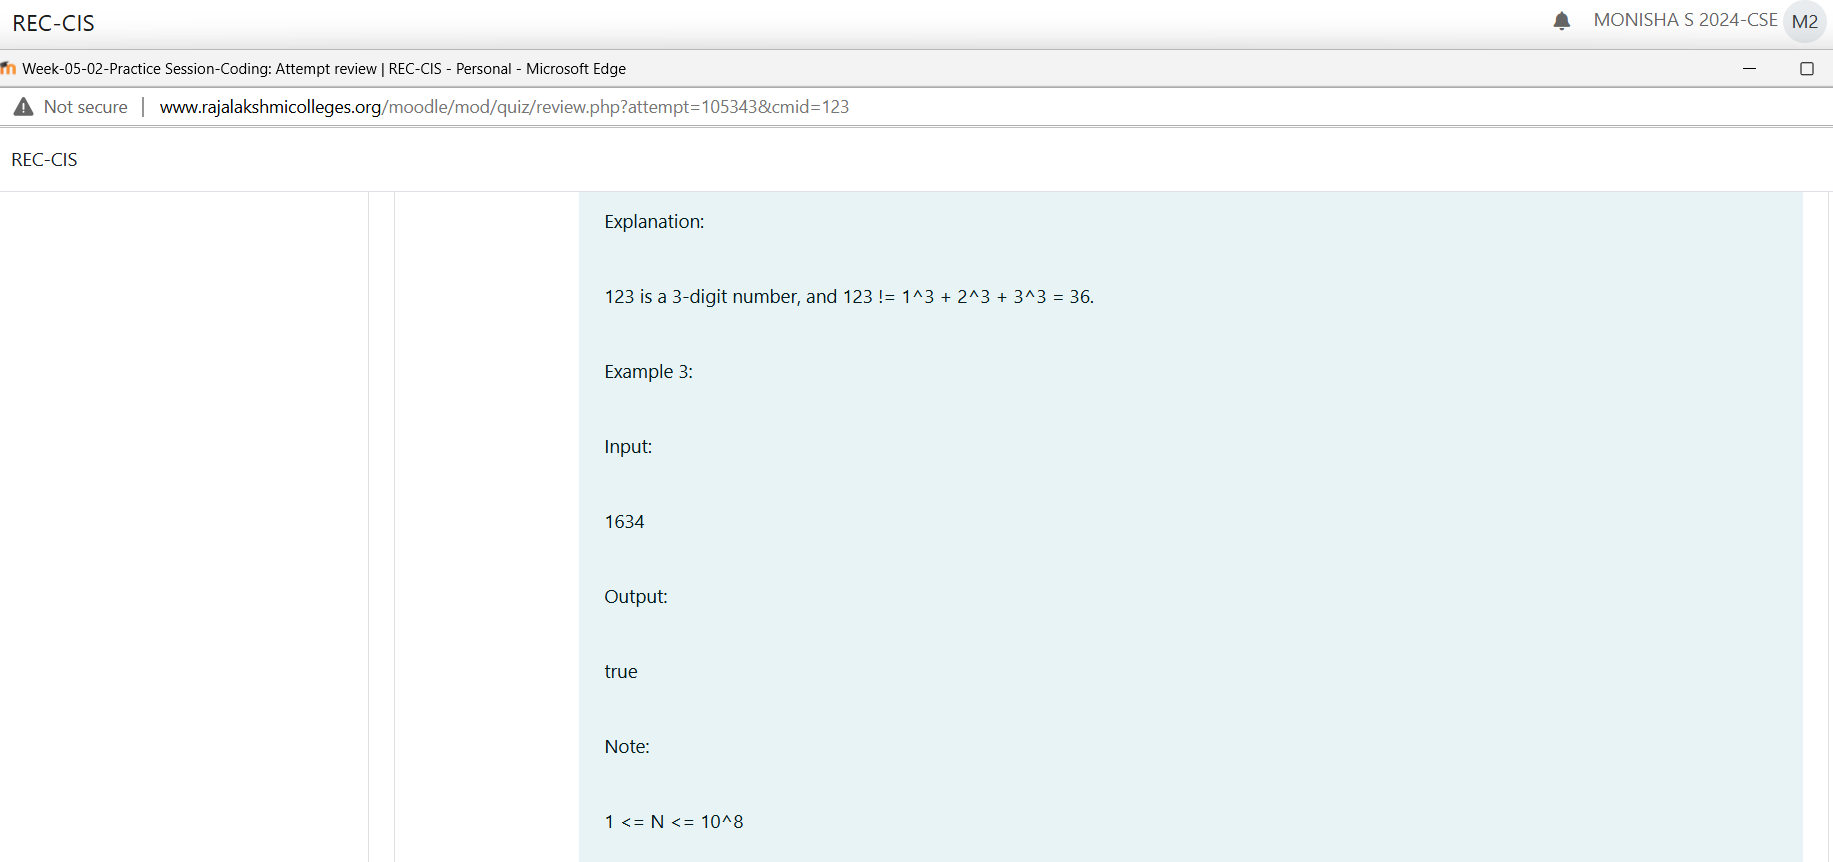 REC-CIS
MONISHA S 2024-CSE M2
Week-05-02-Practice Session-Coding: Attempt review | REC-CIS - Personal - Microsoft Edge
Not secure www.rajalakshmicolleges.org/moodle/mod/quiz/review.php?attempt=105343&cmid=123
REC-CIS
Explanation:
123 is a 3-digit number, and 123 != 1^3 + 2^3 + 3^3 = 36.
Example 3:
Input:
1634
Output:
true
Note:
1 <= N <= 10^8